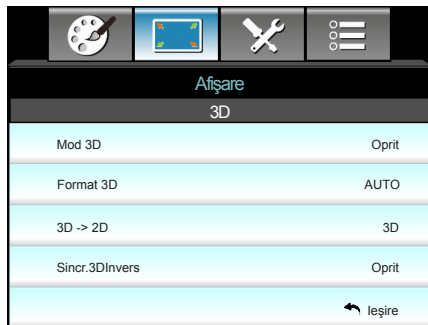 Afişare
3D
Mod 3D Oprit
Format 3D AUTO
3D -> 2D 3D
Sincr.3DInvers Oprit
Ieşire